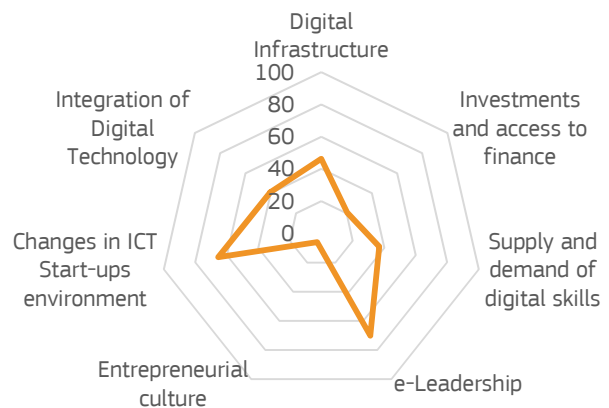 Digital
Infrastructure
100
80
60
40
20
0
Investments
and access to
finance
Supply and
demand of
digital skills
e-Leadership
Entrepreneurial
culture
Changes in ICT
Start-ups
environment
Integration of
Digital
Technology